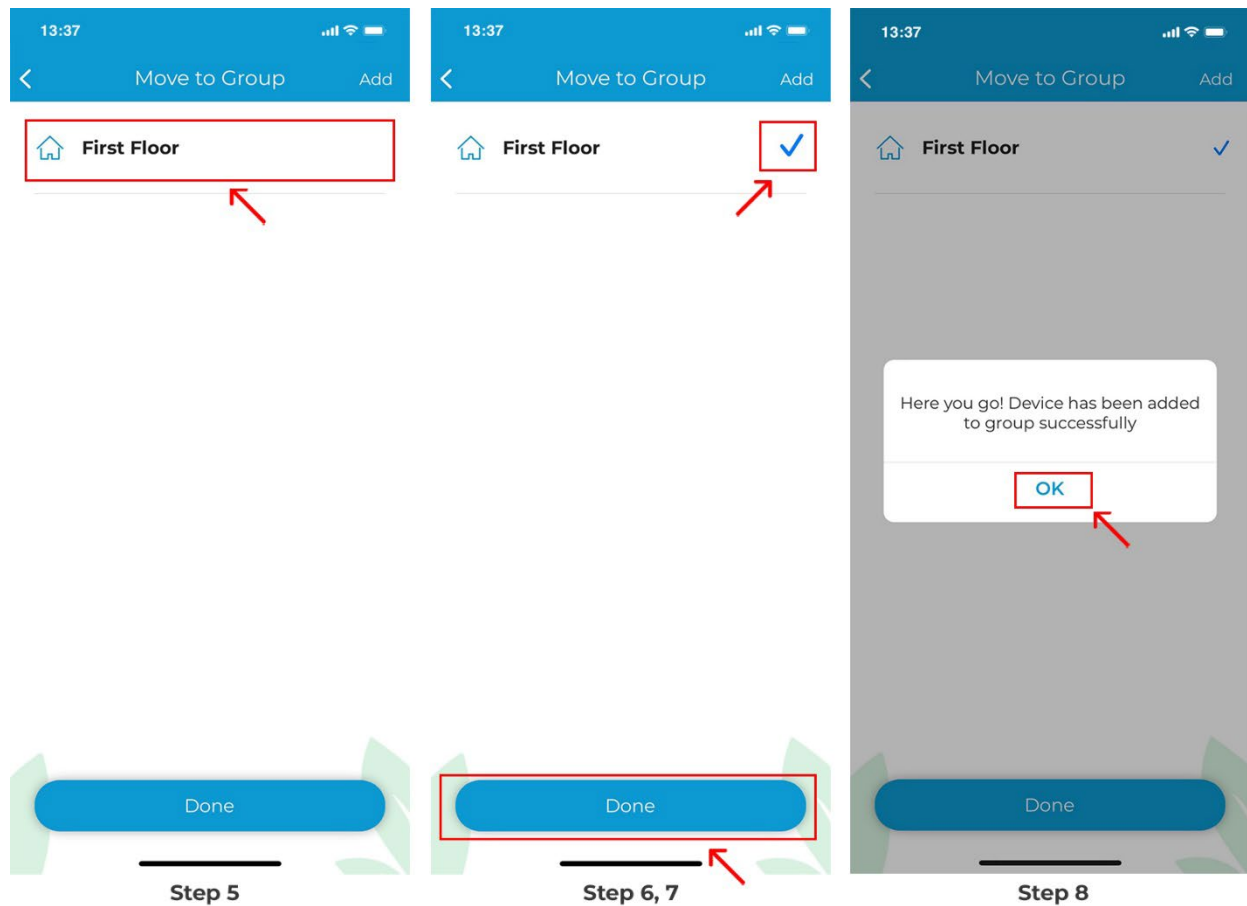 13:37
Move to Group Add
First Floor
Done
Step 5
13:37
Move to Group Add
First Floor
Done
Step 6, 7
13:37
Move to Group Add
First Floor
Here you go! Device has been added
to group successfully
OK
Done
Step 8